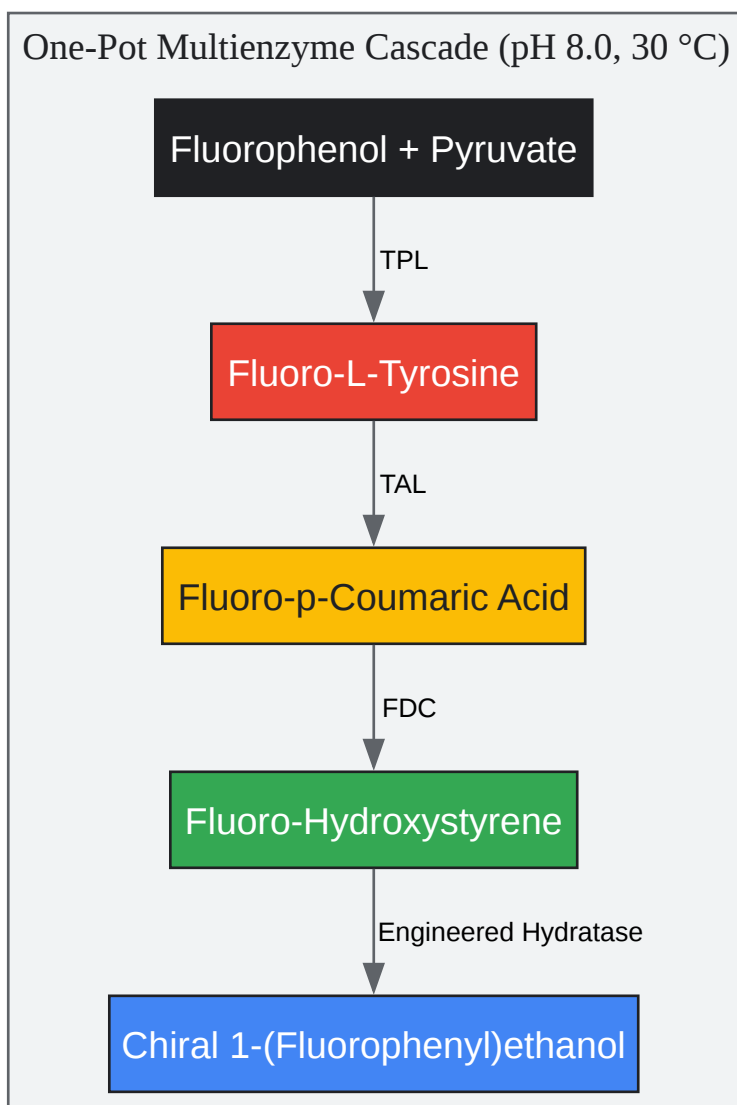 One-Pot Multienzyme Cascade (pH 8.0, 30 °C)
Fluorophenol + Pyruvate
TPL
Fluoro-L-Tyrosine
TAL
Fluoro-p-Coumaric Acid
FDC
Fluoro-Hydroxystyrene
Engineered Hydratase
Chiral 1-(Fluorophenyl)ethanol